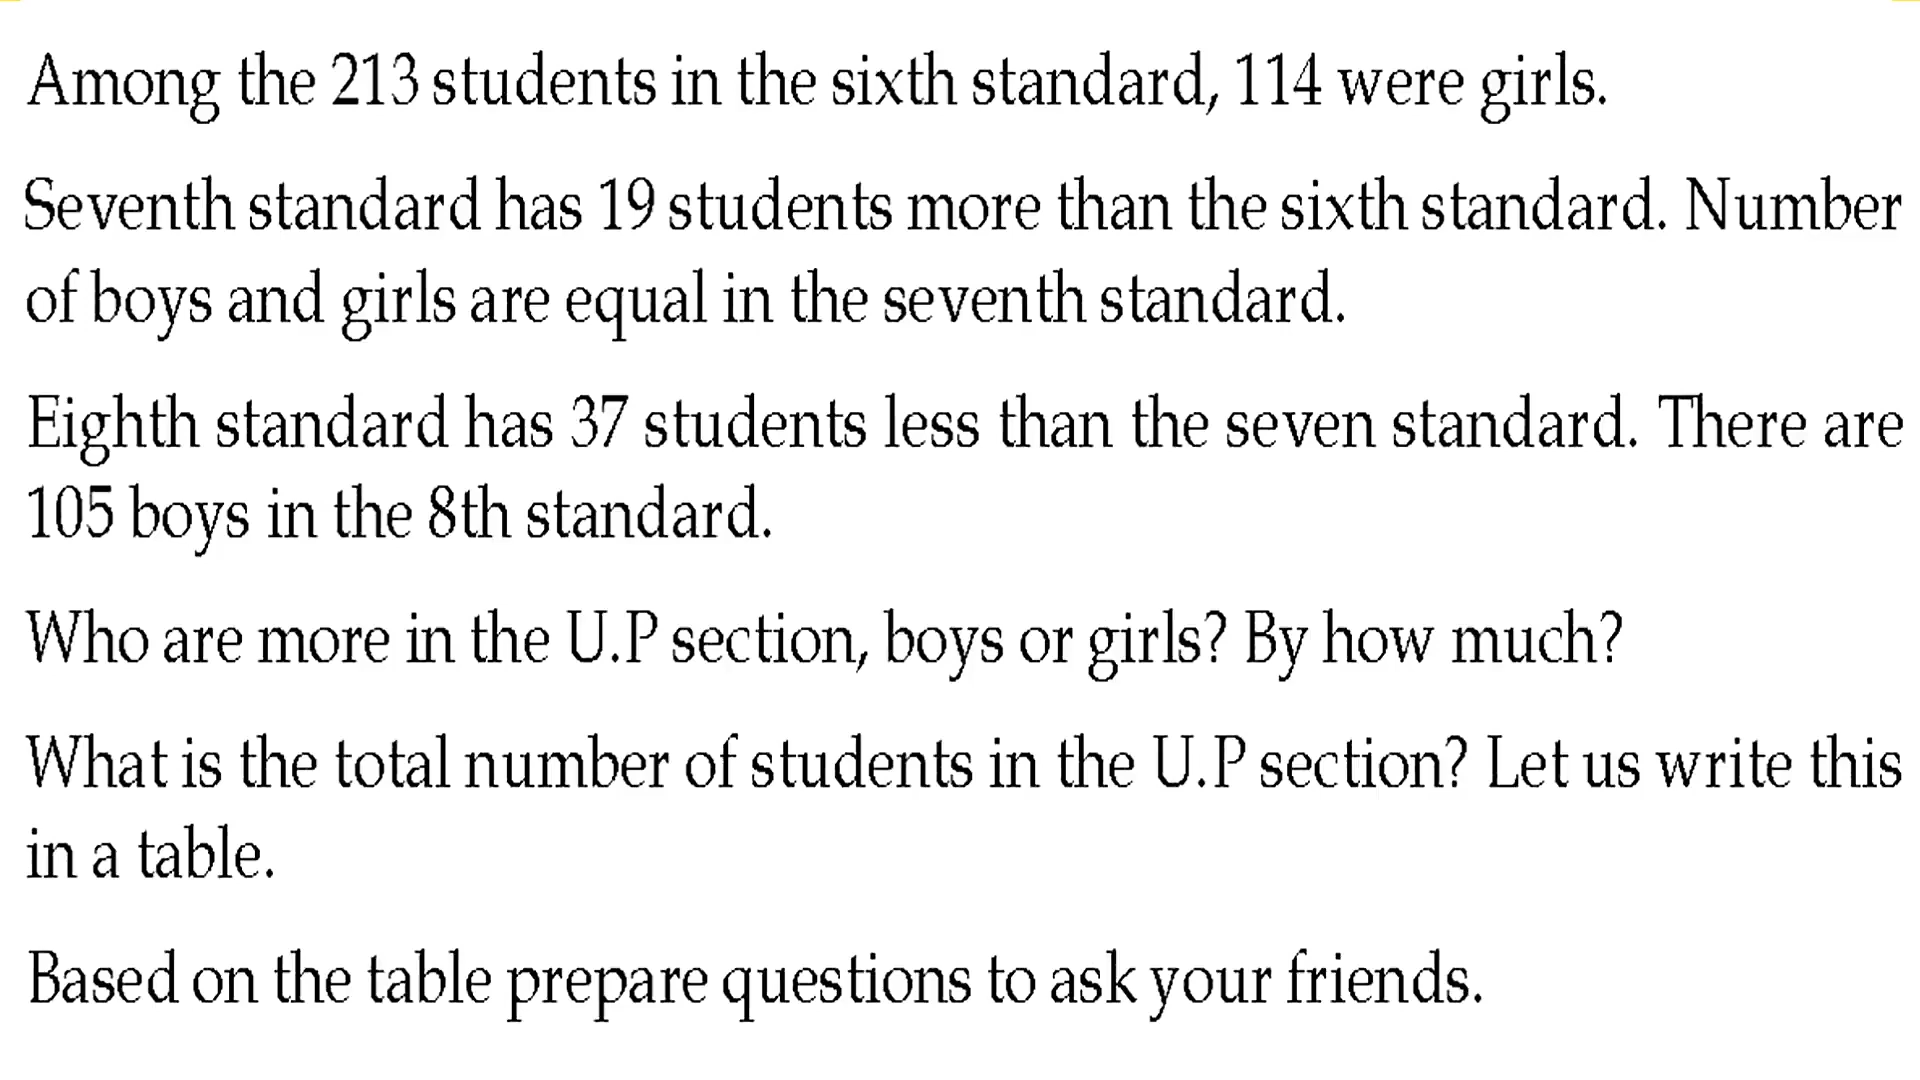 Among the 213 students in the sixth standard, 114 were girls.
Seventh standard has 19 students more than the sixth standard. Number
of boys and girls are equal in the seventh standard.
Eighth standard has 37 students less than the seven standard. There are
105 boys in the 8th standard.
Who are more in the U.P section, boys or girls? By how much?
What is the total number of students in the U.P section? Let us write this
in a table.
Based on the table prepare questions to ask your friends.